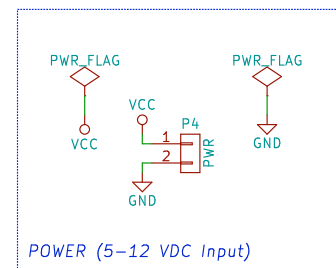 PWR_FLAG
PWR_FLAG
VCC
P4
1
2
PWR
VCC
GND
GND
POWER (5-12 VDC Input)